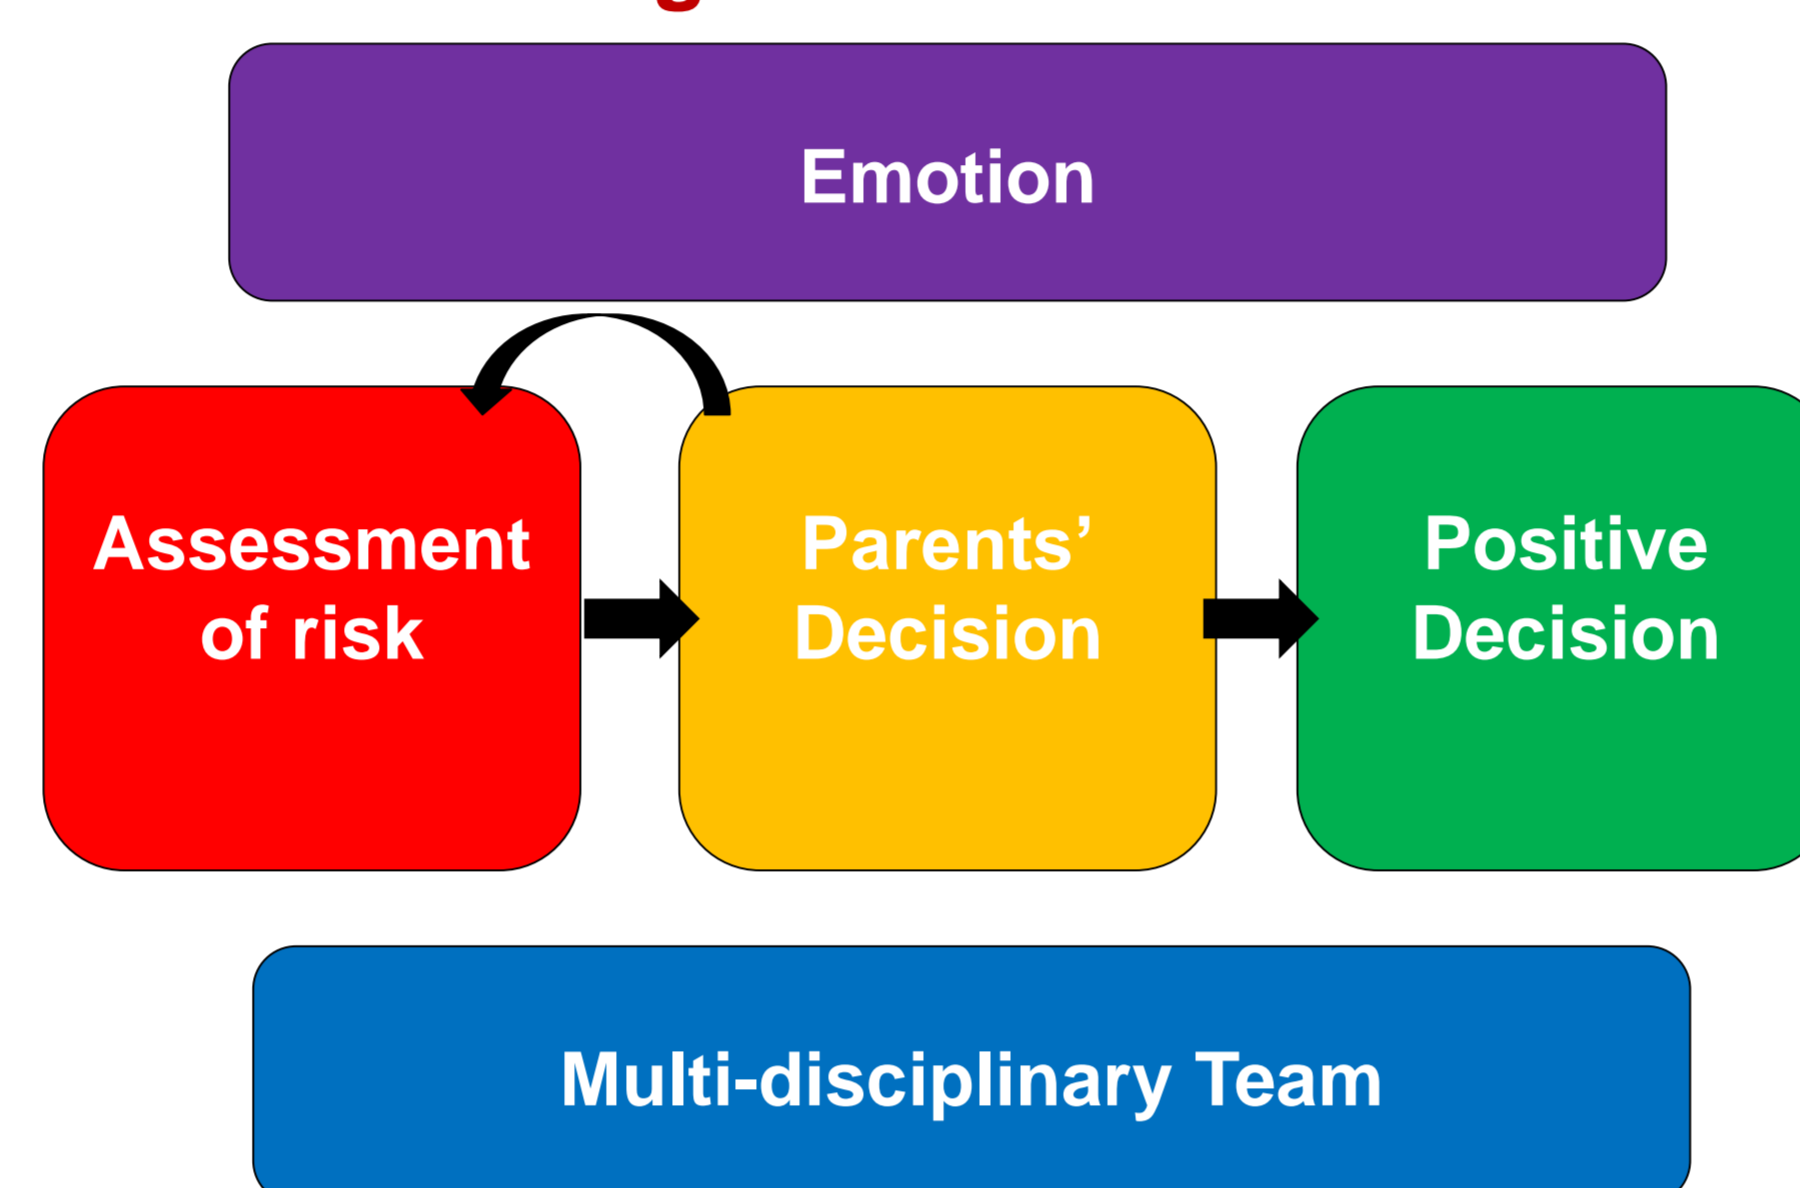 Emotion
Assessment
of risk
Parents’
Decision
Positive
Decision
Multi-disciplinary Team